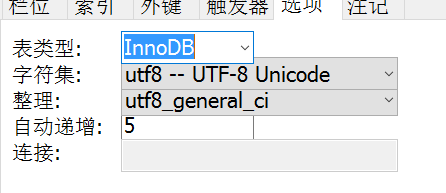 栏位 索引 外键 触发器 选项 注记
表类型: InnoDB
字符集: utf8 -- UTF-8 Unicode
整理: utf8_general_ci
自动递增: 5
连接: